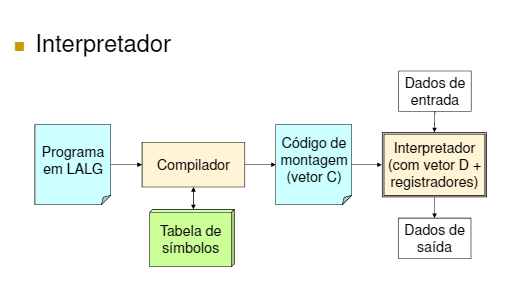 Interpretador
Programa
em LALG
Compilador
Tabela de
símbolos
Código de
montagem
(vetor C)
Dados de
entrada
Interpretador
(com vetor D +
registradores)
Dados de
saída